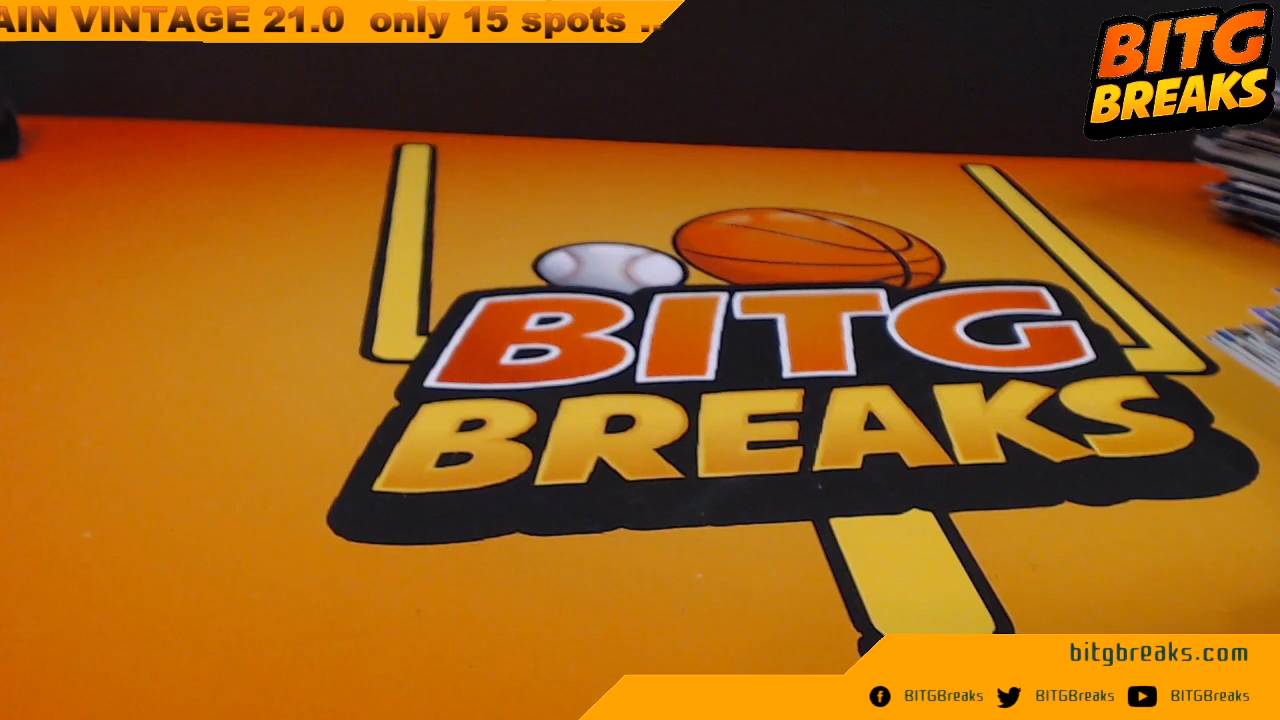 AIN VINTAGE 21.0 only 15 spots ..
BITG
BREAKS
BITG
BREAKS
bitgbreaks.com
BITGBreaks BITGBreaks BITGBreaks